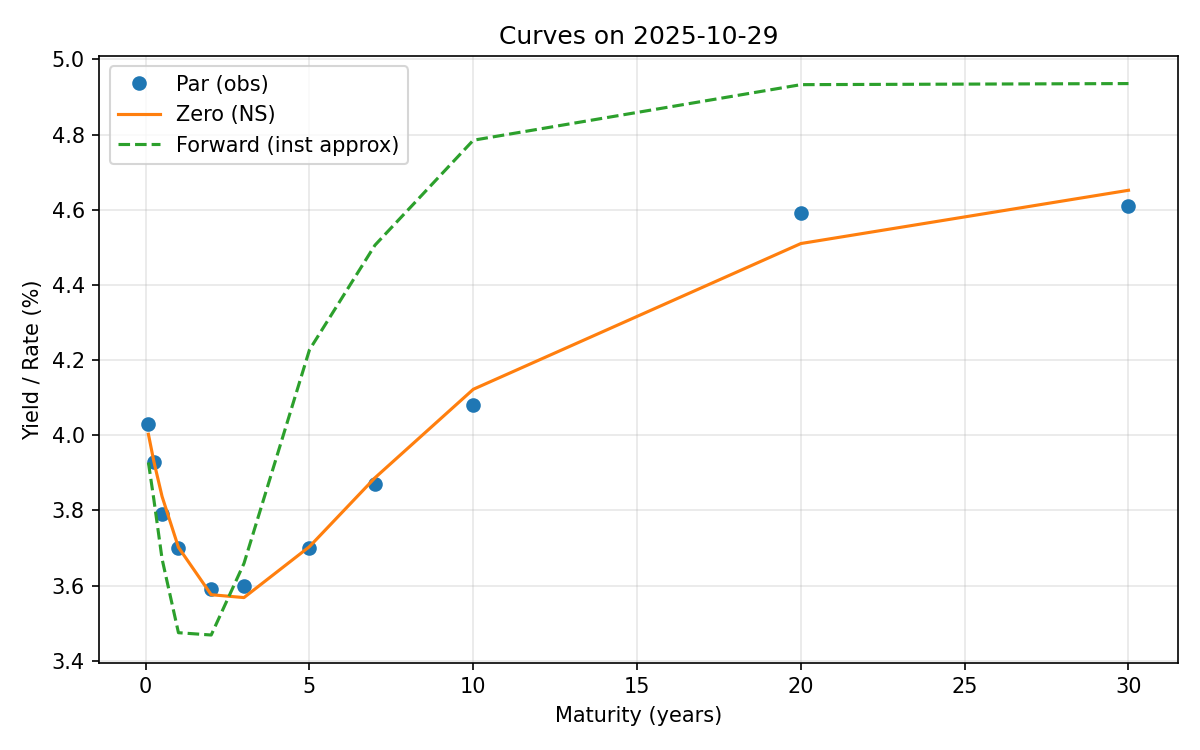 Curves on 2025-10-29
Par (obs)
Zero (NS)
Forward (inst approx)
Yield / Rate (%)
5.0
4.8
4.6
4.4
4.2
4.0
3.8
3.6
3.4
0 5 10 15 20 25 30
Maturity (years)